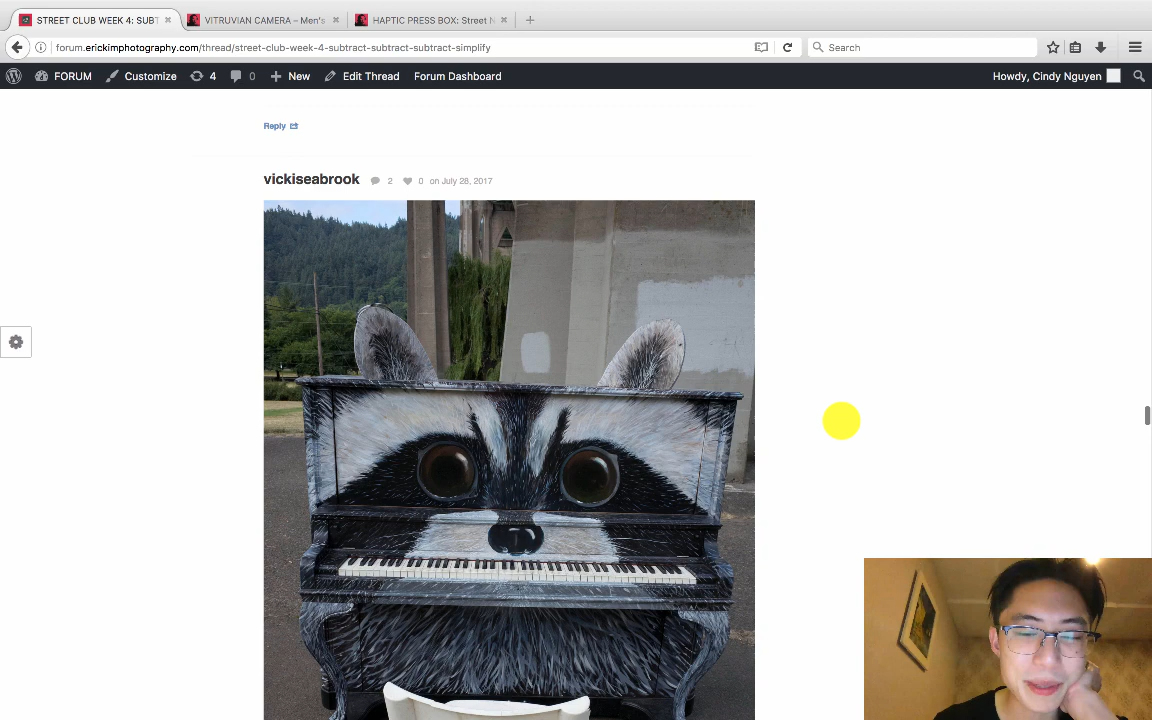 STREET CLUB WEEK 4: SUBT
VITRUVIAN CAMERA – Men's
HAPTIC PRESS BOX: Street N
forum.erickimphotography.com/thread/street-club-week-4-subtract-subtract-subtract-simplify
Search
FORUM Customize 4 0 New Edit Thread Forum Dashboard Howdy, Cindy Nguyen
Reply
vickiseabrook 2 0 on July 28, 2017